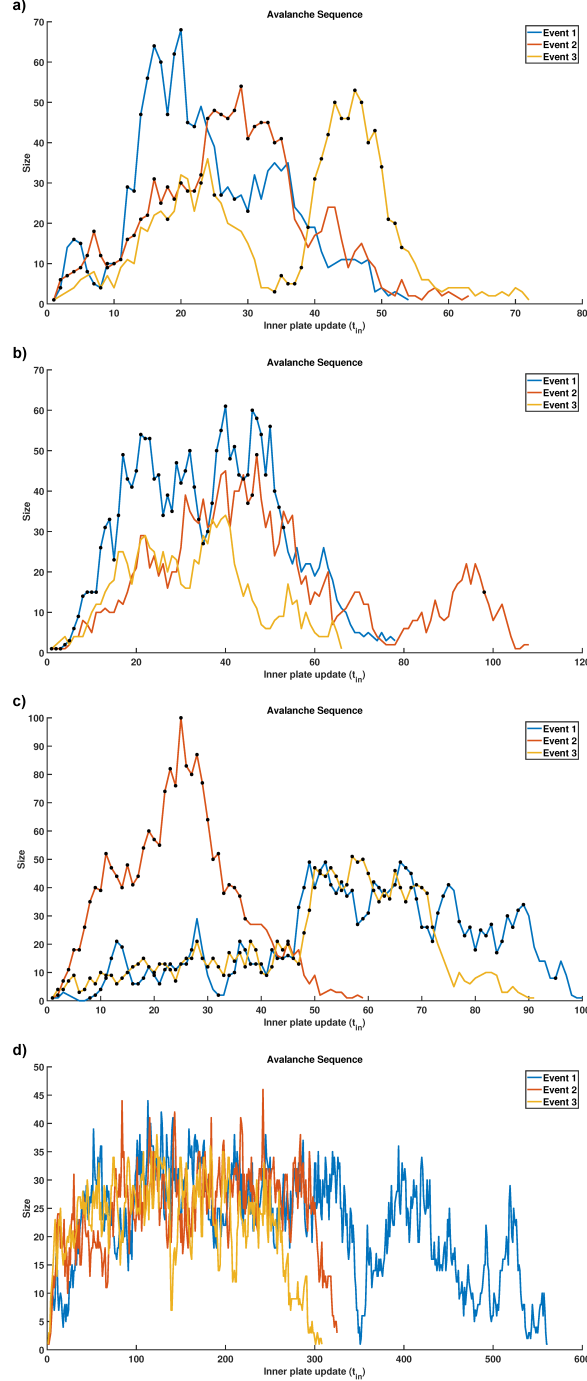 a)
Avalanche Sequence
Event 1
Event 2
Event 3
70
60
50
40
30
20
10
0
Size
0 10 20 30 40 50 60 70 80
Inner plate update (t_in)
b)
Avalanche Sequence
Event 1
Event 2
Event 3
70
60
50
40
30
20
10
0
Size
0 20 40 60 80 100 120
Inner plate update (t_in)
c)
Avalanche Sequence
Event 1
Event 2
Event 3
100
90
80
70
60
50
40
30
20
10
0
Size
0 10 20 30 40 50 60 70 80 90 100
Inner plate update (t_in)
d)
Avalanche Sequence
Event 1
Event 2
Event 3
50
45
40
35
30
25
20
15
10
5
0
Size
0 100 200 300 400 500 600
Inner plate update (t_in)